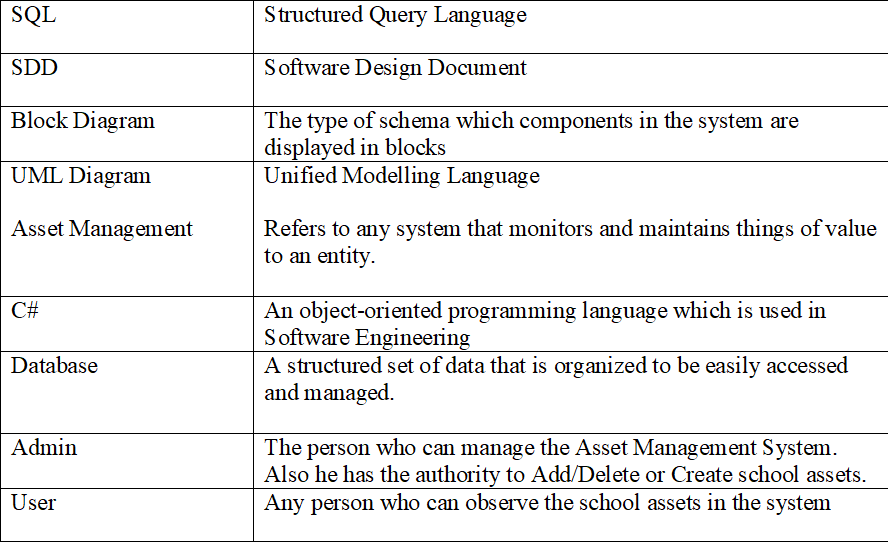 SQL Structured Query Language
SDD Software Design Document
Block Diagram The type of schema which components in the system are
displayed in blocks
UML Diagram Unified Modelling Language
Asset Management Refers to any system that monitors and maintains things of value
to an entity.
C# An object-oriented programming language which is used in
Software Engineering
Database A structured set of data that is organized to be easily accessed
and managed.
Admin The person who can manage the Asset Management System.
Also he has the authority to Add/Delete or Create school assets.
User Any person who can observe the school assets in the system